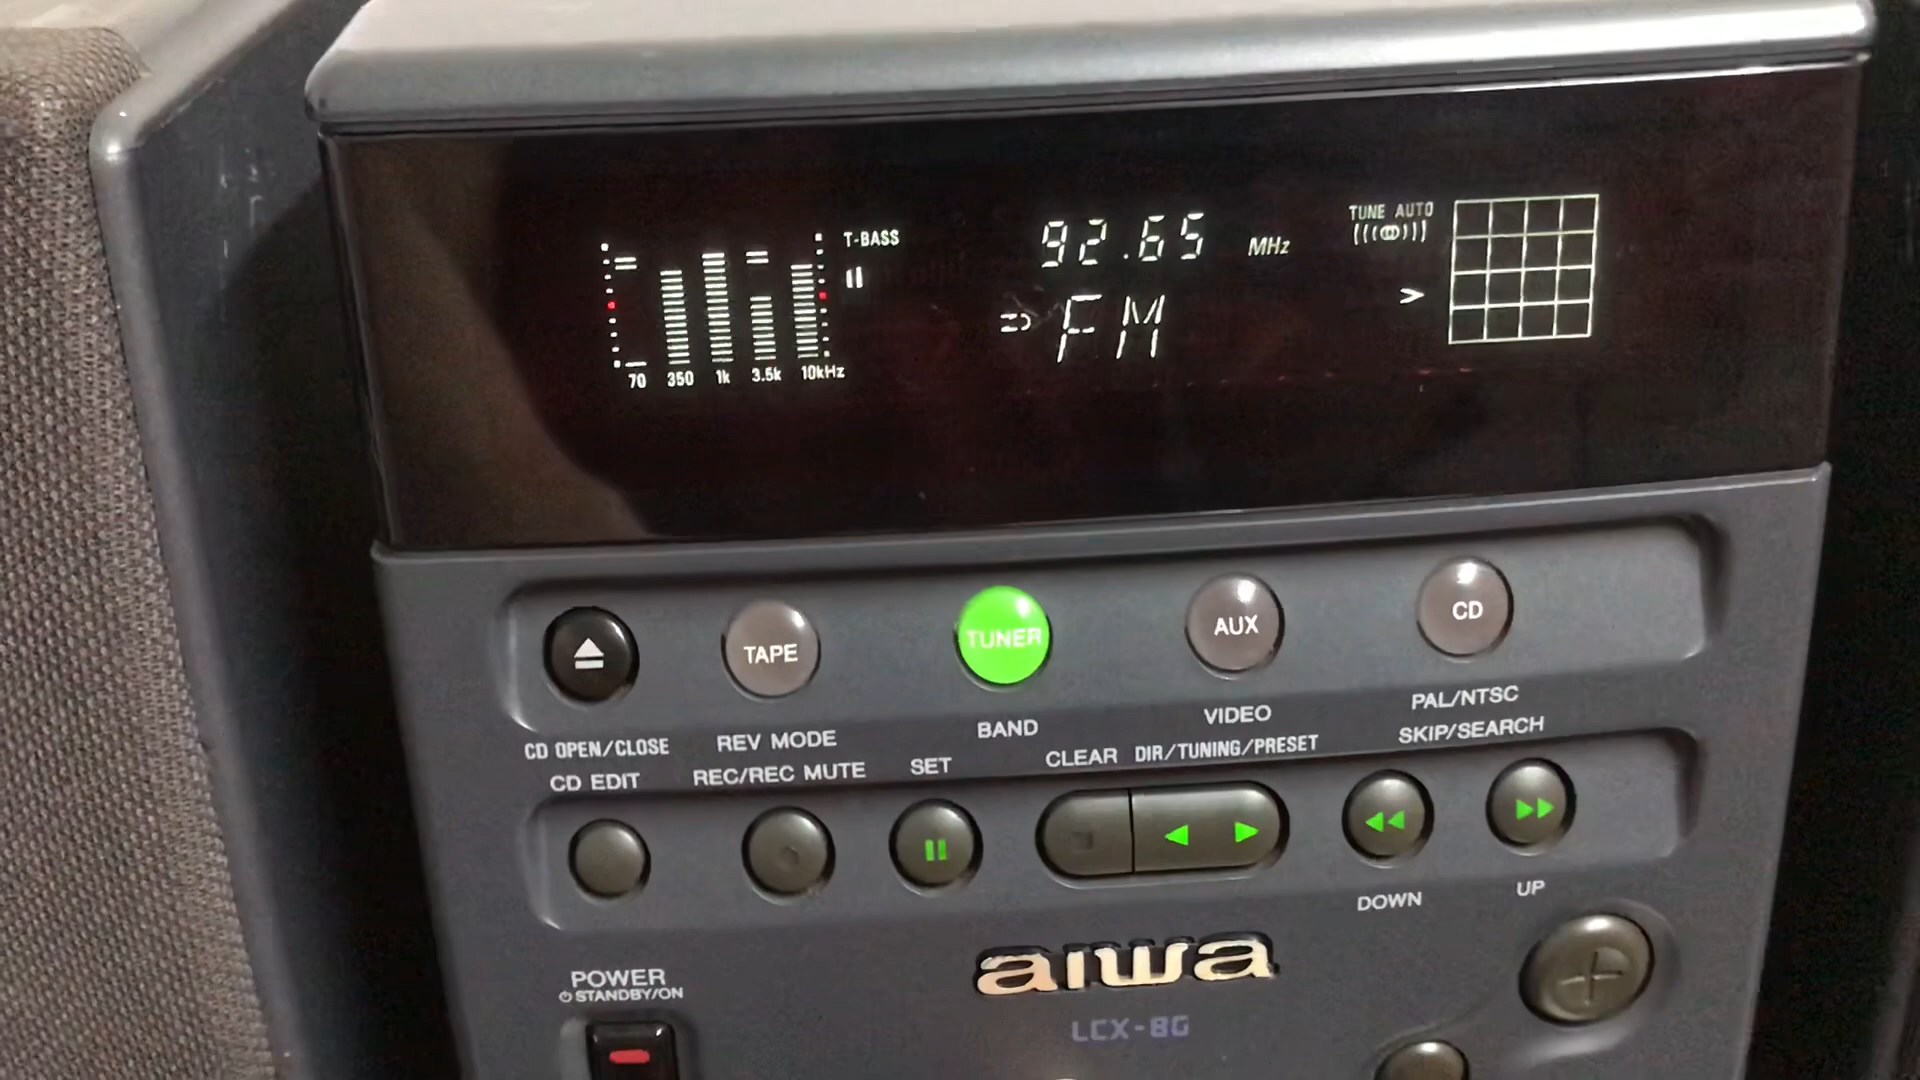 T-BASS
92.65 MHz
TUNE AUTO
FM
70 350 1k 3.5k 10kHz
TAPE
TUNER
AUX
CD
CD OPEN/CLOSE
REV MODE
BAND
VIDEO
PAL/NTSC
CD EDIT
REC/REC MUTE
SET
CLEAR
DIR/TUNING/PRESET
SKIP/SEARCH
DOWN
UP
aiwa
LCX-8G
POWER
STANDBY/ON